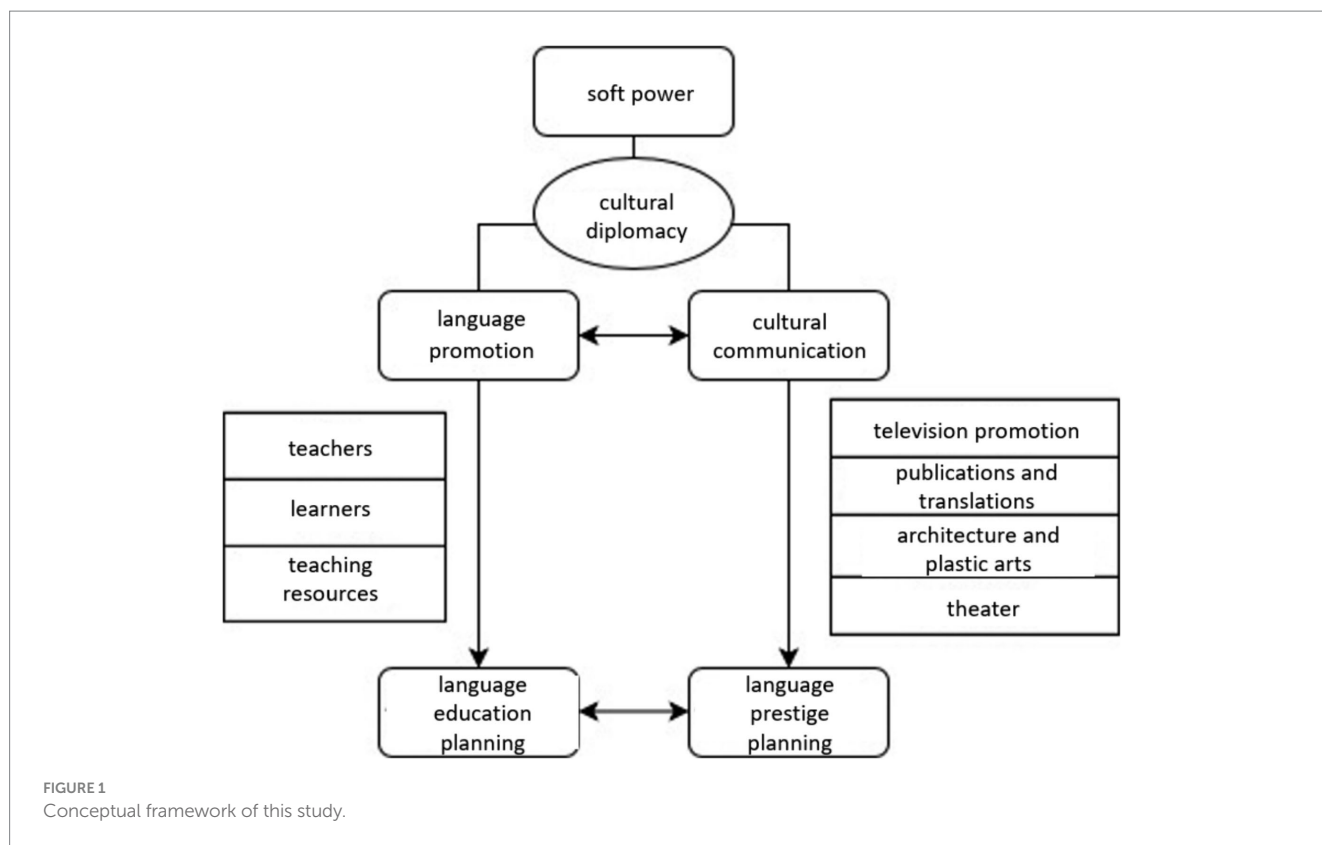 soft power
cultural
diplomacy
language
promotion
cultural
communication
teachers
learners
teaching
resources
television promotion
publications and
translations
architecture and
plastic arts
theater
language
education
planning
language
prestige
planning
FIGURE 1
Conceptual framework of this study.